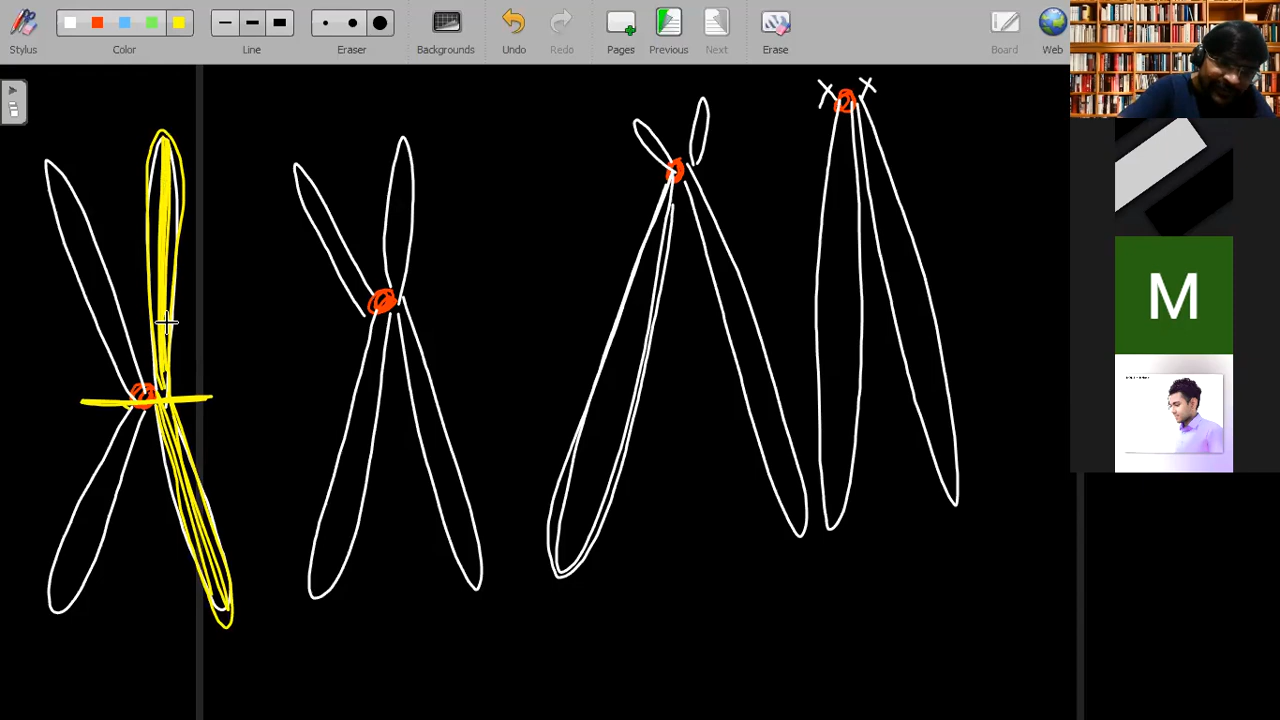 Stylus
Color
Line
Eraser
Backgrounds
Undo
Redo
Pages
Previous
Next
Erase
Board
Web
M